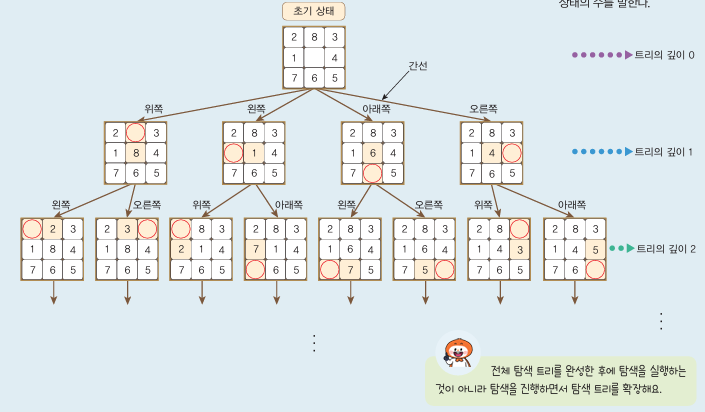 상태의 수를 말한다.
초기 상태
2 8 3
1 4
7 6 5
트리의 깊이 0
간선
위쪽 왼쪽 아래쪽 오른쪽
2 3 2 8 3 2 8 3 2 8 3
1 8 4 1 4 1 6 4 1 4
7 6 5 7 6 5 7 5 7 6 5
트리의 깊이 1
왼쪽 오른쪽 위쪽 아래쪽 왼쪽 오른쪽 위쪽 아래쪽
2 3 2 3 8 3 2 8 3 2 8 3 2 8 3 2 8 2 8 3
1 8 4 1 8 4 2 1 4 7 1 4 1 6 4 1 6 4 1 4 3 1 4 5
7 6 5 7 6 5 7 6 5 6 5 7 5 7 5 7 6 5 7 6
트리의 깊이 2
전체 탐색 트리를 완성한 후에 탐색을 실행하는
것이 아니라 탐색을 진행하면서 탐색 트리를 확장해요.